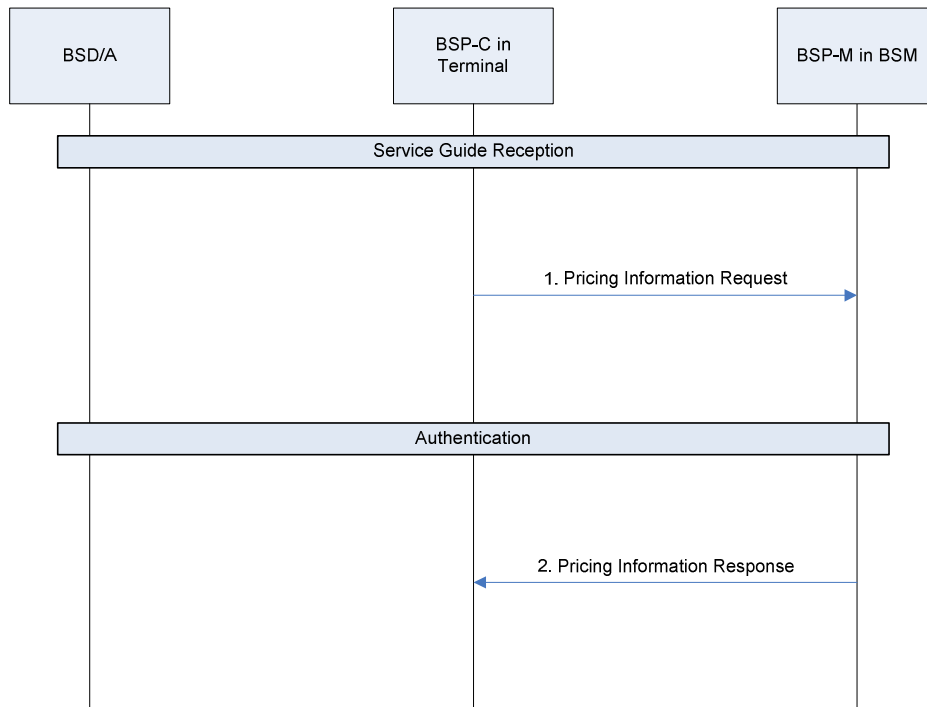 BSD/A
BSP-C in
Terminal
BSP-M in BSM
Service Guide Reception
1. Pricing Information Request
Authentication
2. Pricing Information Response